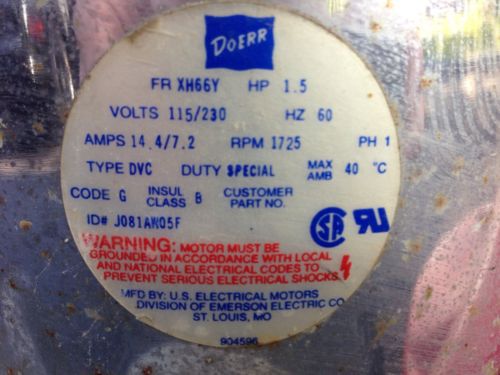 DOERR
FR XH66Y HP 1.5
VOLTS 115/230 HZ 60
AMPS 14.4/7.2 RPM 1725 PH 1
TYPE DVC DUTY SPECIAL MAX AMB 40 °C
CODE G INSUL CLASS B CUSTOMER PART NO.
ID# J081AWO5F
WARNING: MOTOR MUST BE
GROUNDED IN ACCORDANCE WITH LOCAL
AND NATIONAL ELECTRICAL CODES TO
PREVENT SERIOUS ELECTRICAL SHOCKS.
MFD BY: U.S. ELECTRICAL MOTORS
DIVISION OF EMERSON ELECTRIC CO.
ST. LOUIS, MO
904596